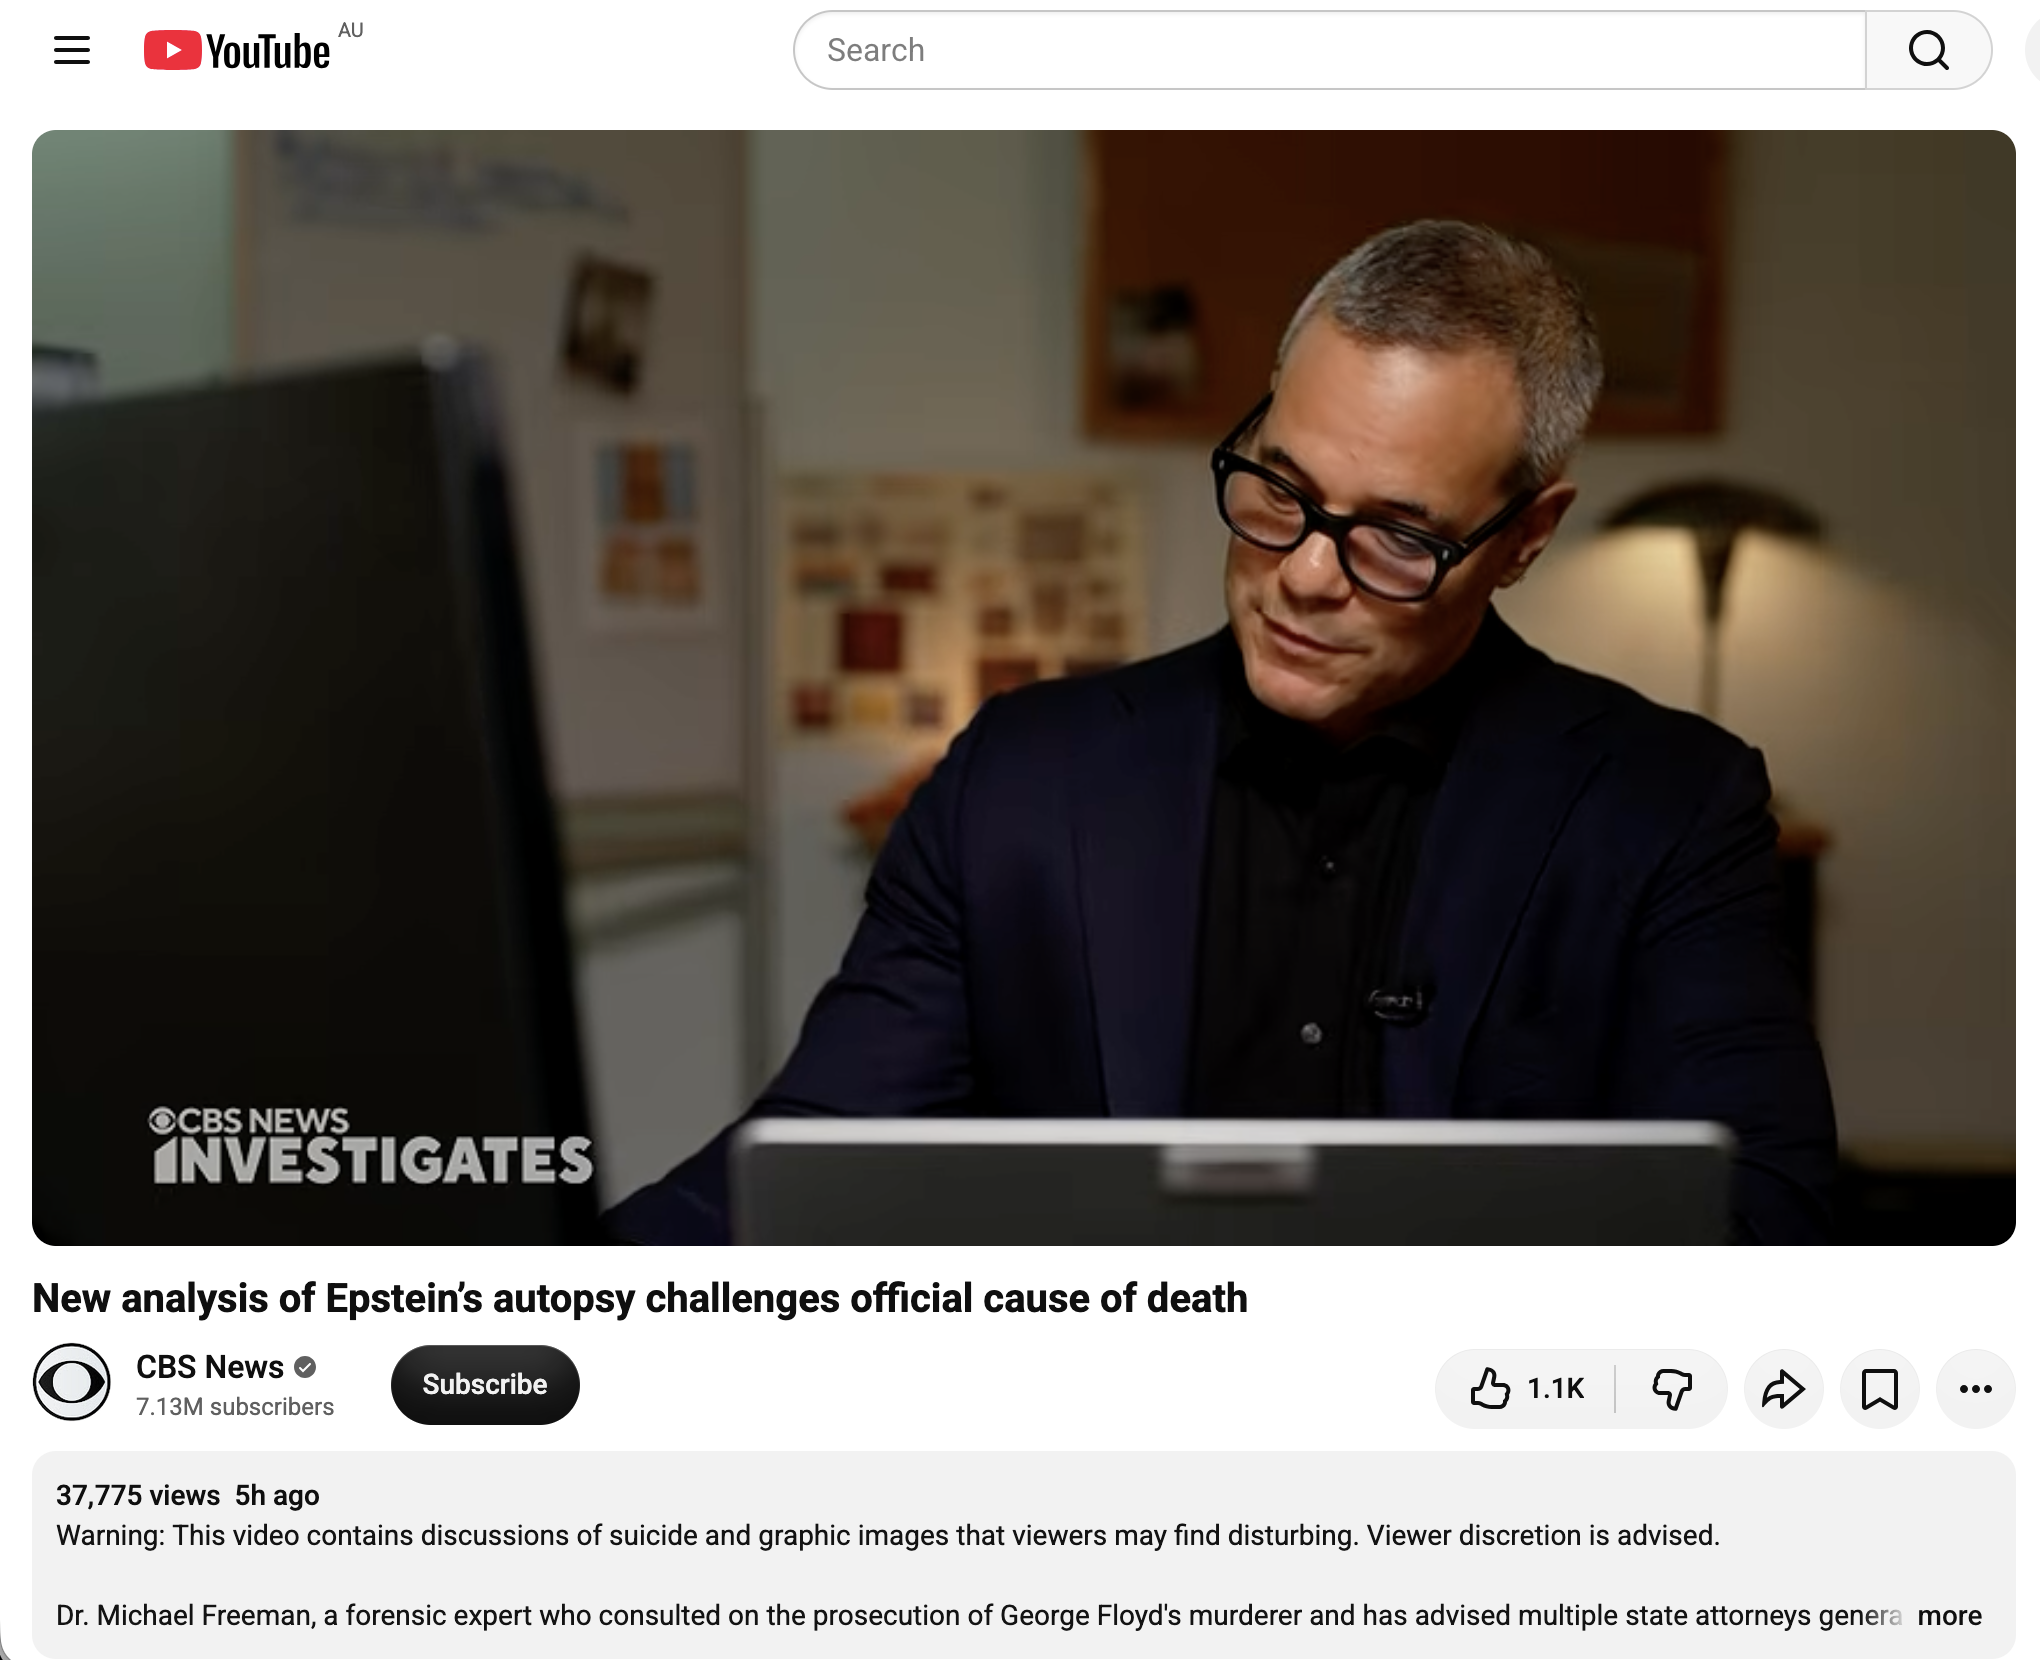 YouTube AU
Search
CBS NEWS
INVESTIGATES
New analysis of Epstein’s autopsy challenges official cause of death
CBS News
7.13M subscribers
Subscribe
1.1K
37,775 views 5h ago
Warning: This video contains discussions of suicide and graphic images that viewers may find disturbing. Viewer discretion is advised.
Dr. Michael Freeman, a forensic expert who consulted on the prosecution of George Floyd's murderer and has advised multiple state attorneys genera more